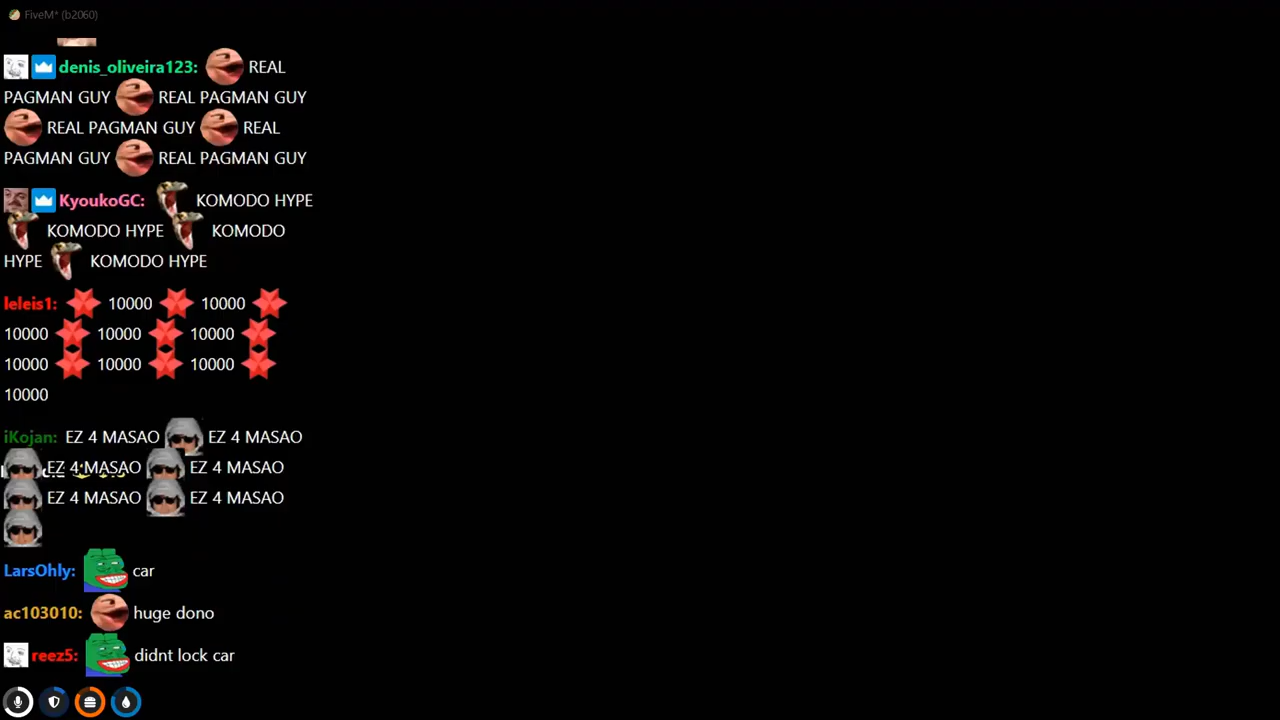 FiveM* (b2060)
denis_oliveira123: REAL
PAGMAN GUY REAL PAGMAN GUY
REAL PAGMAN GUY REAL
PAGMAN GUY REAL PAGMAN GUY
KyoukoGC: KOMODO HYPE
KOMODO HYPE KOMODO
HYPE KOMODO HYPE
leleis1: 10000 10000
10000 10000 10000
10000 10000 10000
10000
iKojan: EZ 4 MASAO EZ 4 MASAO
EZ 4 MASAO EZ 4 MASAO
EZ 4 MASAO EZ 4 MASAO
LarsOhly: car
ac103010: huge dono
reez5: didnt lock car